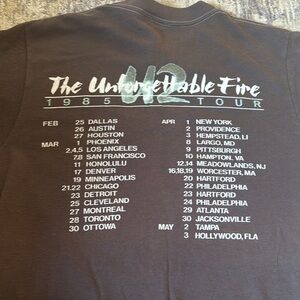 The Unforgettable Fire
U2
1985 TOUR
FEB 25 DALLAS
26 AUSTIN
27 HOUSTON
MAR 1 PHOENIX
2,4,5 LOS ANGELES
7,8 SAN FRANCISCO
11 HONOLULU
17 DENVER
19 MINNEAPOLIS
21,22 CHICAGO
23 DETROIT
25 CLEVELAND
27 MONTREAL
28 TORONTO
30 OTTOWA
APR 1 NEW YORK
2 PROVIDENCE
3 HEMPSTEAD, LI
8 LARGO, MD
9 PITTSBURGH
10 HAMPTON, VA
12,14 MEADOWLANDS, NJ
16,18,19 WORCESTER, MA
20 HARTFORD
22 PHILADELPHIA
23 HARTFORD
24 PHILADELPHIA
29 ATLANTA
30 JACKSONVILLE
MAY 2 TAMPA
3 HOLLYWOOD, FLA